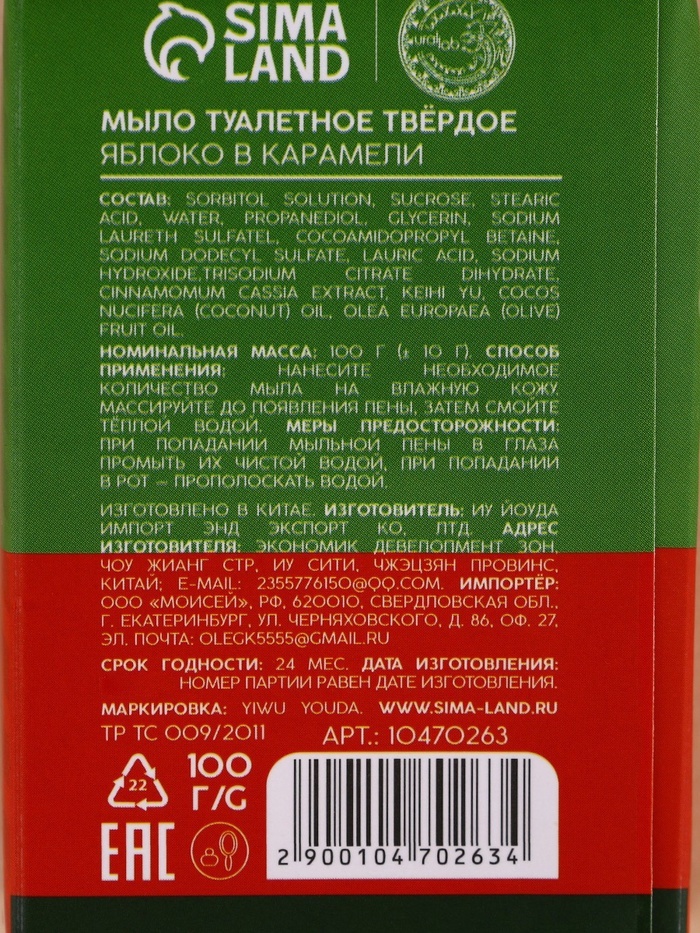 SIMA
LAND
ural lab
МЫЛО ТУАЛЕТНОЕ ТВЁРДОЕ
ЯБЛОКО В КАРАМЕЛИ
СОСТАВ: SORBITOL SOLUTION, SUCROSE, STEARIC
ACID, WATER, PROPANEDIOL, GLYCERIN, SODIUM
LAURETH SULFATEL, COCOAMIDOPROPYL BETAINE,
SODIUM DODECYL SULFATE, LAURIC ACID, SODIUM
HYDROXIDE,TRISODIUM CITRATE DIHYDRATE,
CINNAMOMUM CASSIA EXTRACT, KEIHI YU, COCOS
NUCIFERA (COCONUT) OIL, OLEA EUROPAEA (OLIVE)
FRUIT OIL.
НОМИНАЛЬНАЯ МАССА: 100 Г (± 10 Г). СПОСОБ
ПРИМЕНЕНИЯ: НАНЕСИТЕ НЕОБХОДИМОЕ
КОЛИЧЕСТВО МЫЛА НА ВЛАЖНУЮ КОЖУ.
МАССИРУЙТЕ ДО ПОЯВЛЕНИЯ ПЕНЫ, ЗАТЕМ СМОЙТЕ
ТЁПЛОЙ ВОДОЙ. МЕРЫ ПРЕДОСТОРОЖНОСТИ:
ПРИ ПОПАДАНИИ МЫЛЬНОЙ ПЕНЫ В ГЛАЗА
ПРОМЫТЬ ИХ ЧИСТОЙ ВОДОЙ, ПРИ ПОПАДАНИИ
В РОТ – ПРОПОЛОСКАТЬ ВОДОЙ.
ИЗГОТОВЛЕНО В КИТАЕ. ИЗГОТОВИТЕЛЬ: ИУ ЙОУДА
ИМПОРТ ЭНД ЭКСПОРТ КО, ЛТД. АДРЕС
ИЗГОТОВИТЕЛЯ: ЭКОНОМИК ДЕВЕЛОПМЕНТ ЗОН,
ЧОУ ЖИАНГ СТР, ИУ СИТИ, ЧЖЭЦЗЯН ПРОВИНС,
КИТАЙ; E-MAIL: 2355776150@QQ.COM. ИМПОРТЁР:
ООО «МОИСЕЙ», РФ, 620010, СВЕРДЛОВСКАЯ ОБЛ.,
Г. ЕКАТЕРИНБУРГ, УЛ. ЧЕРНЯХОВСКОГО, Д. 86, ОФ. 27,
ЭЛ. ПОЧТА: OLEGK5555@GMAIL.RU
СРОК ГОДНОСТИ: 24 МЕС. ДАТА ИЗГОТОВЛЕНИЯ:
НОМЕР ПАРТИИ РАВЕН ДАТЕ ИЗГОТОВЛЕНИЯ.
МАРКИРОВКА: YIWU YOUDA. WWW.SIMA-LAND.RU
ТР ТС 009/2011 АРТ.: 10470263
22
100
Г/G
EAC
2 900104 702634